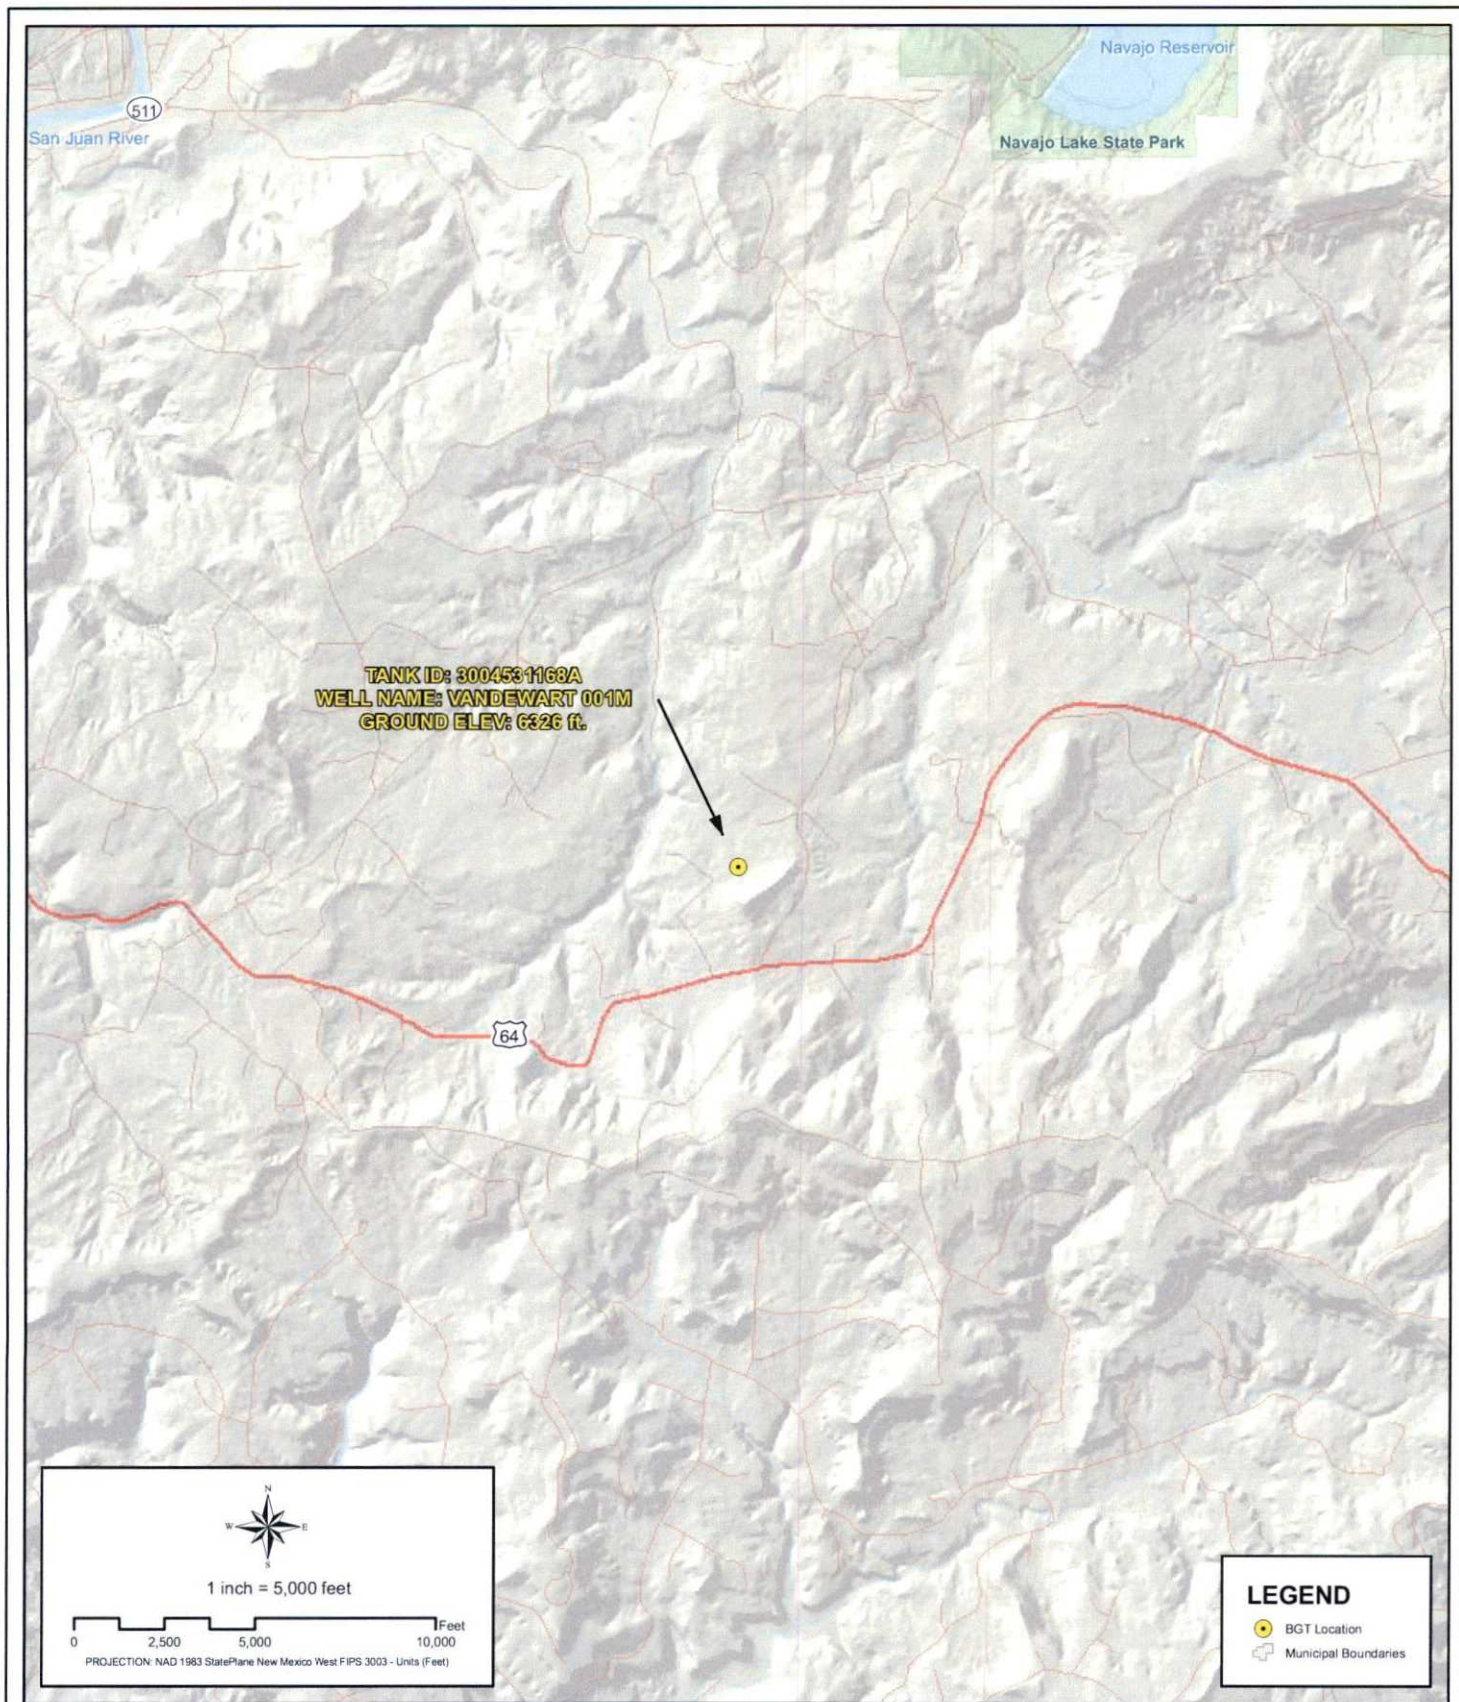 Navajo Reservoir
511
San Juan River
Navajo Lake State Park
TANK ID: 3004531168A
WELL NAME: VANDEWART 001M
GROUND ELEV: 6326 ft.
64
N
W E
S
1 inch = 5,000 feet
Feet
0 2,500 5,000 10,000
PROJECTION: NAD 1983 StatePlane New Mexico West FIPS 3003 - Units (Feet)
LEGEND
BGT Location
Municipal Boundaries